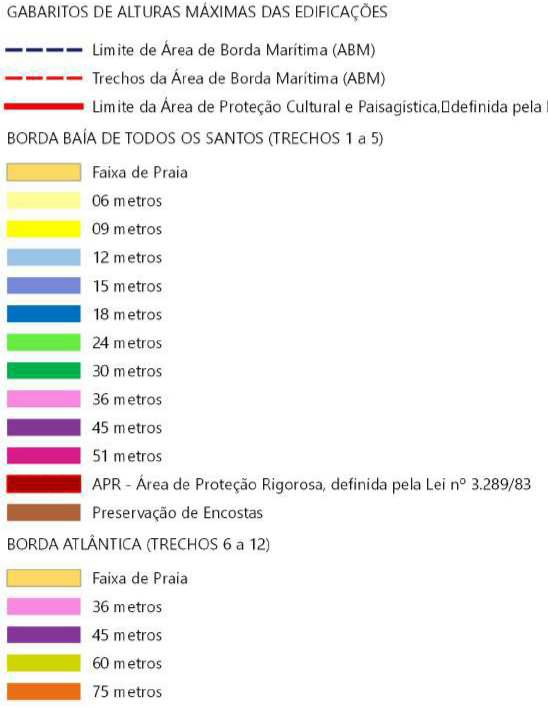 GABARITOS DE ALTURAS MÁXIMAS DAS EDIFICAÇÕES
Limite de Área de Borda Marítima (ABM)
Trechos da Área de Borda Marítima (ABM)
Limite da Área de Proteção Cultural e Paisagística,□definida pela
BORDA BAÍA DE TODOS OS SANTOS (TRECHOS 1 a 5)
Faixa de Praia
06 metros
09 metros
12 metros
15 metros
18 metros
24 metros
30 metros
36 metros
45 metros
51 metros
APR - Área de Proteção Rigorosa, definida pela Lei nº 3.289/83
Preservação de Encostas
BORDA ATLÂNTICA (TRECHOS 6 a 12)
Faixa de Praia
36 metros
45 metros
60 metros
75 metros